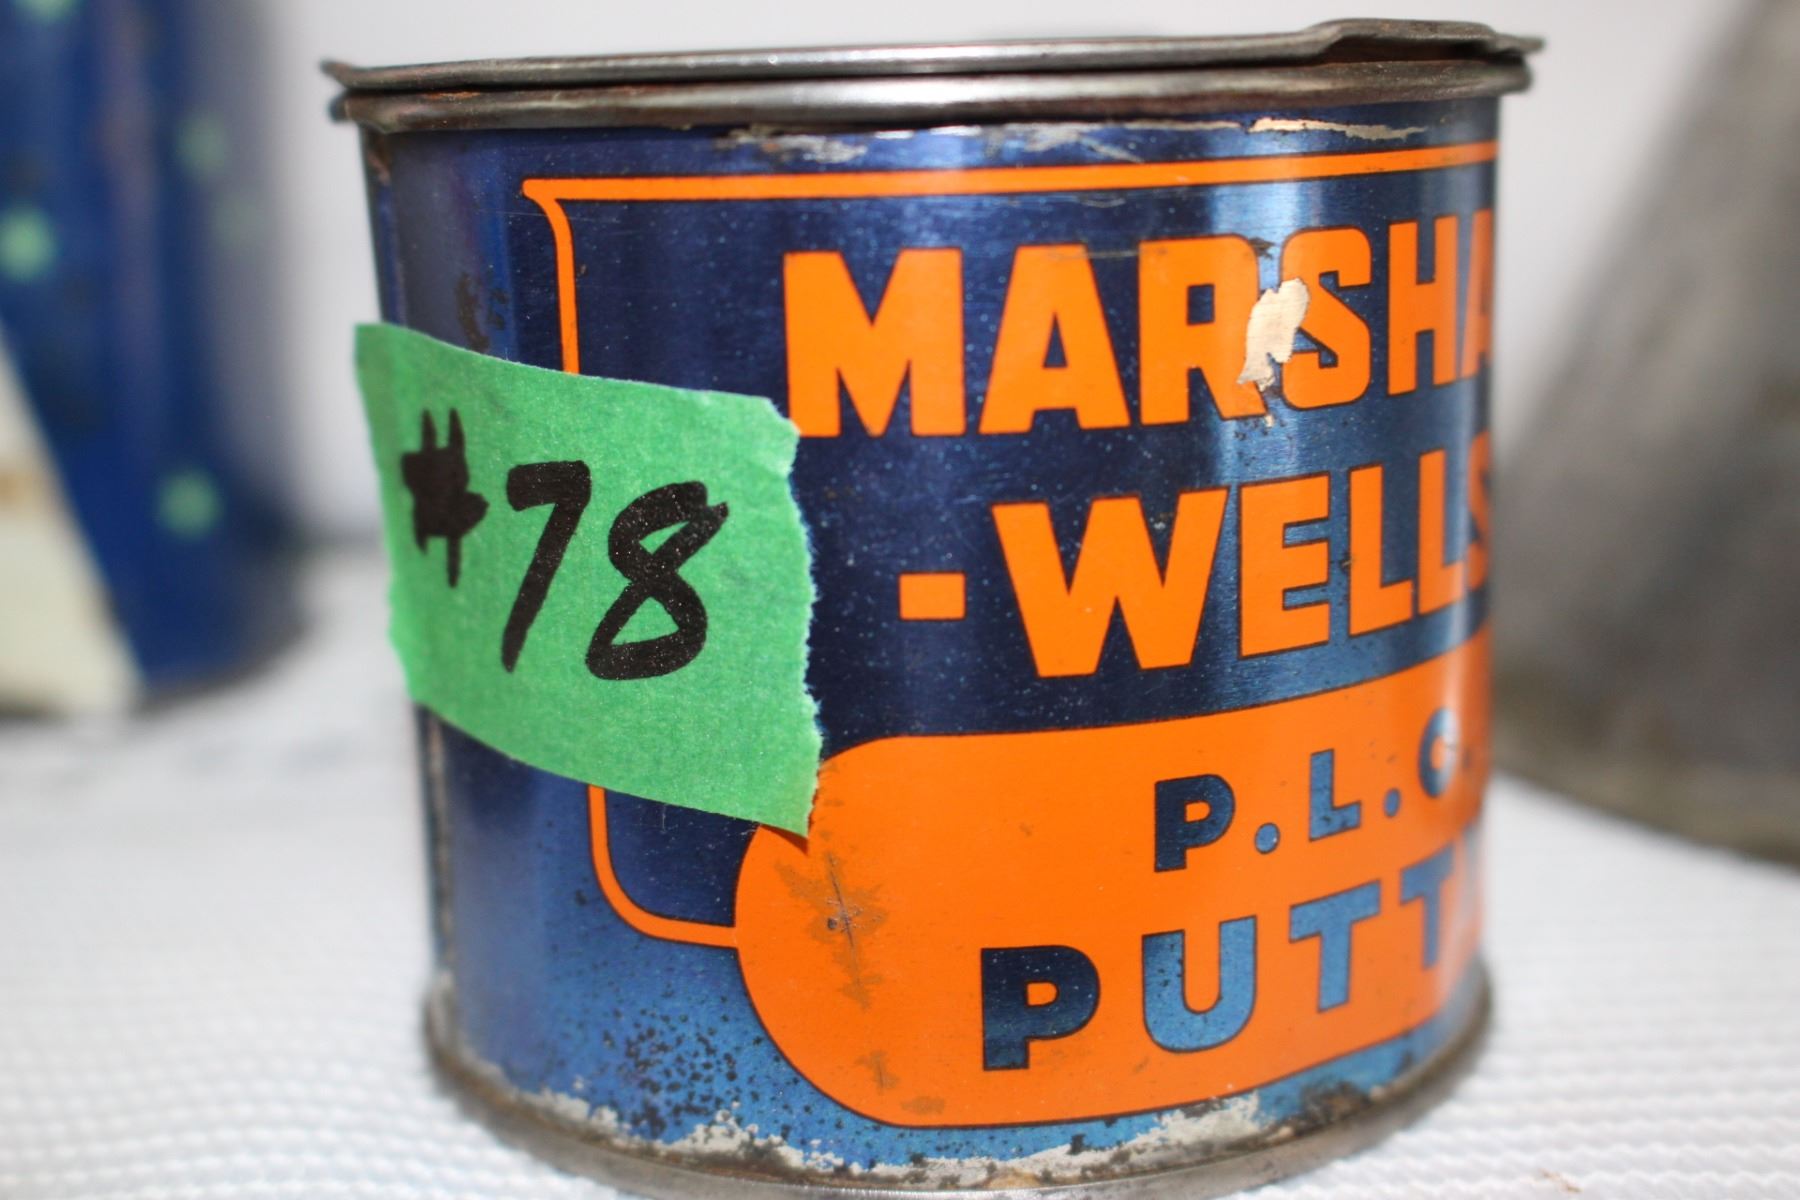 #78
MARSHA
-WELLS
P.L.O.
PUTT